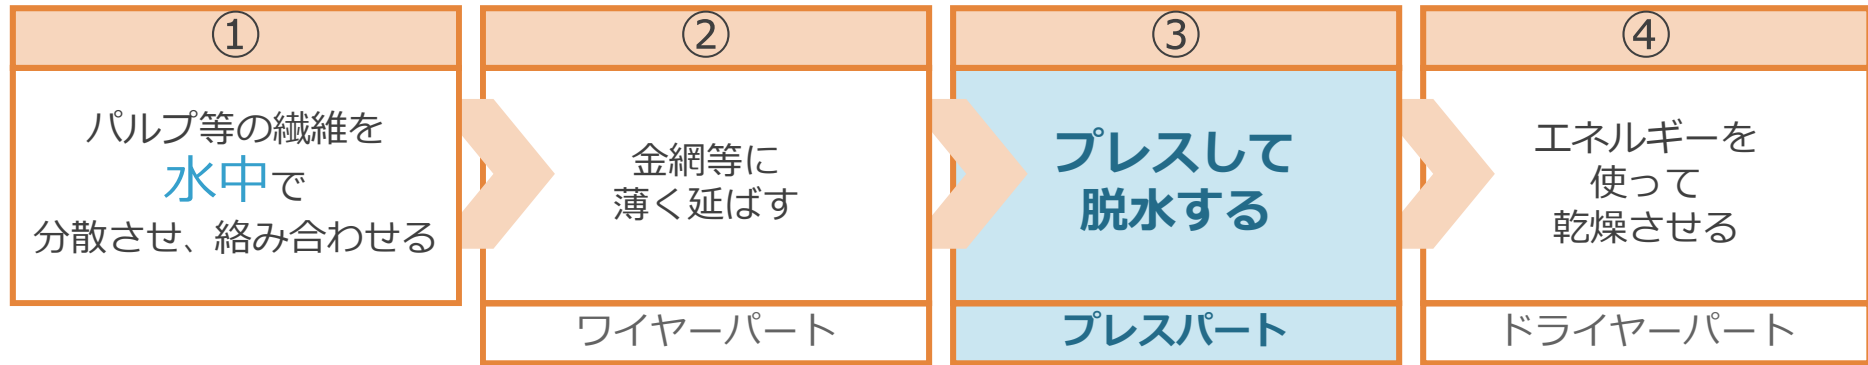 ①
パルプ等の繊維を
水中で
分散させ、絡み合わせる
②
金網等に
薄く延ばす
ワイヤーパート
③
プレスして
脱水する
プレスパート
④
エネルギーを
使って
乾燥させる
ドライヤーパート